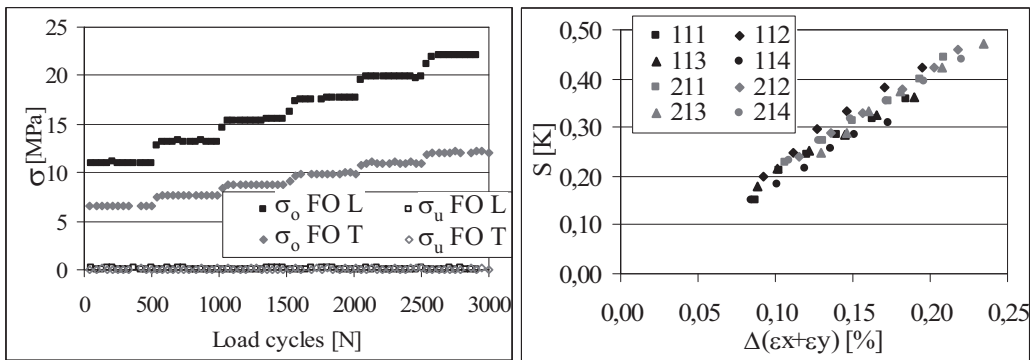 25
20
15
10
5
0
σ [MPa]
0 500 1000 1500 2000 2500 3000
Load cycles [N]
σo FO L σu FO L
σo FO T σu FO T
0,50
0,40
0,30
0,20
0,10
0,00
S [K]
111 112
113 114
211 212
213 214
0,00 0,05 0,10 0,15 0,20 0,25
Δ(εx+εy) [%]